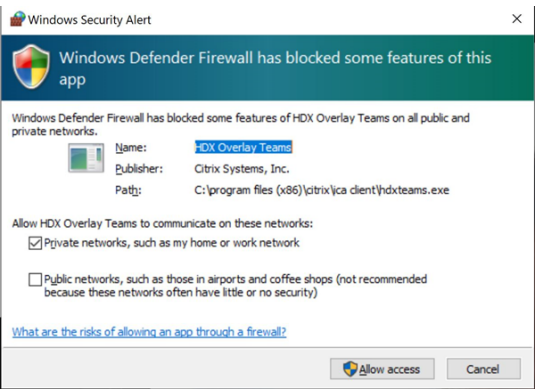 Windows Security Alert
Windows Defender Firewall has blocked some features of this
app
Windows Defender Firewall has blocked some features of HDX Overlay Teams on all public and
private networks.
Name: HDX Overlay Teams
Publisher: Citrix Systems, Inc.
Path: C:\program files (x86)\citrix\ica client\hdxteams.exe
Allow HDX Overlay Teams to communicate on these networks:
Private networks, such as my home or work network
Public networks, such as those in airports and coffee shops (not recommended
because these networks often have little or no security)
What are the risks of allowing an app through a firewall?
Allow access Cancel